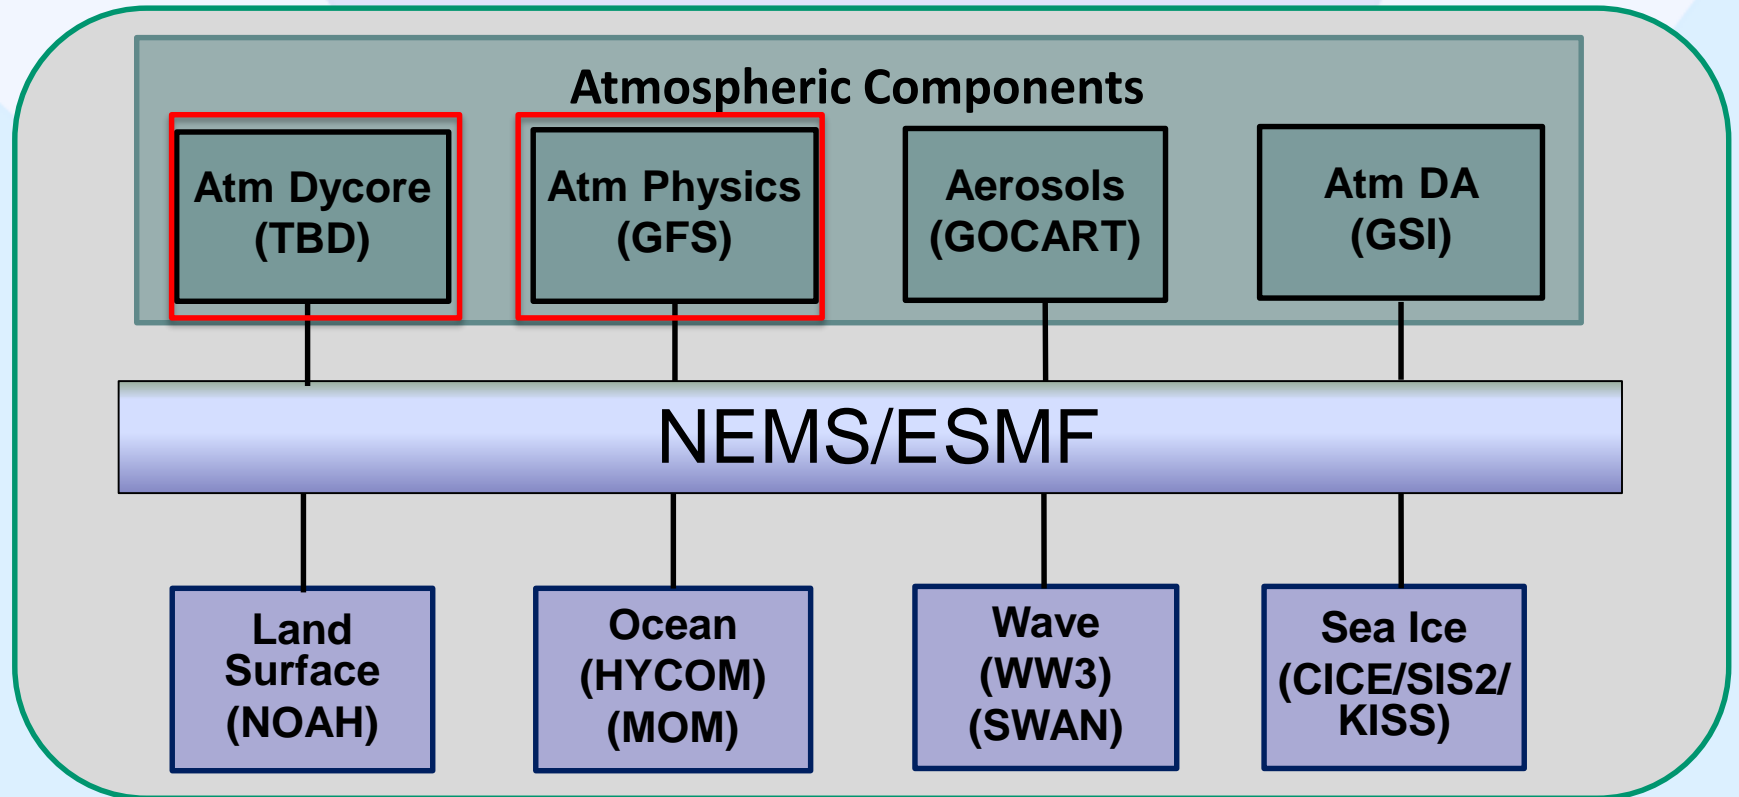 Atmospheric Components
Atm Dycore
(TBD)
Atm Physics
(GFS)
Aerosols
(GOCART)
Atm DA
(GSI)
NEMS/ESMF
Land
Surface
(NOAH)
Ocean
(HYCOM)
(MOM)
Wave
(WW3)
(SWAN)
Sea Ice
(CICE/SIS2/
KISS)